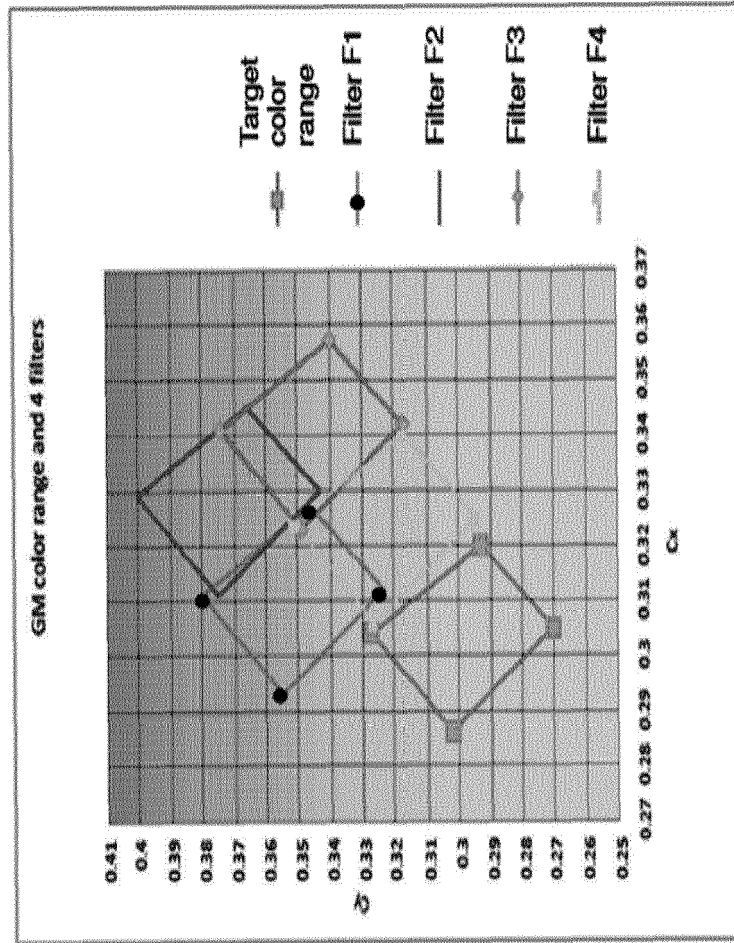 GM color range and 4 filters
0.41
0.4
0.39
0.38
0.37
0.36
0.35
0.34
0.33
0.32
0.31
0.3
0.29
0.28
0.27
0.26
0.25
0.27 0.28 0.29 0.3 0.31 0.32 0.33 0.34 0.35 0.36 0.37
Cx
Target
color
range
Filter F1
Filter F2
Filter F3
Filter F4